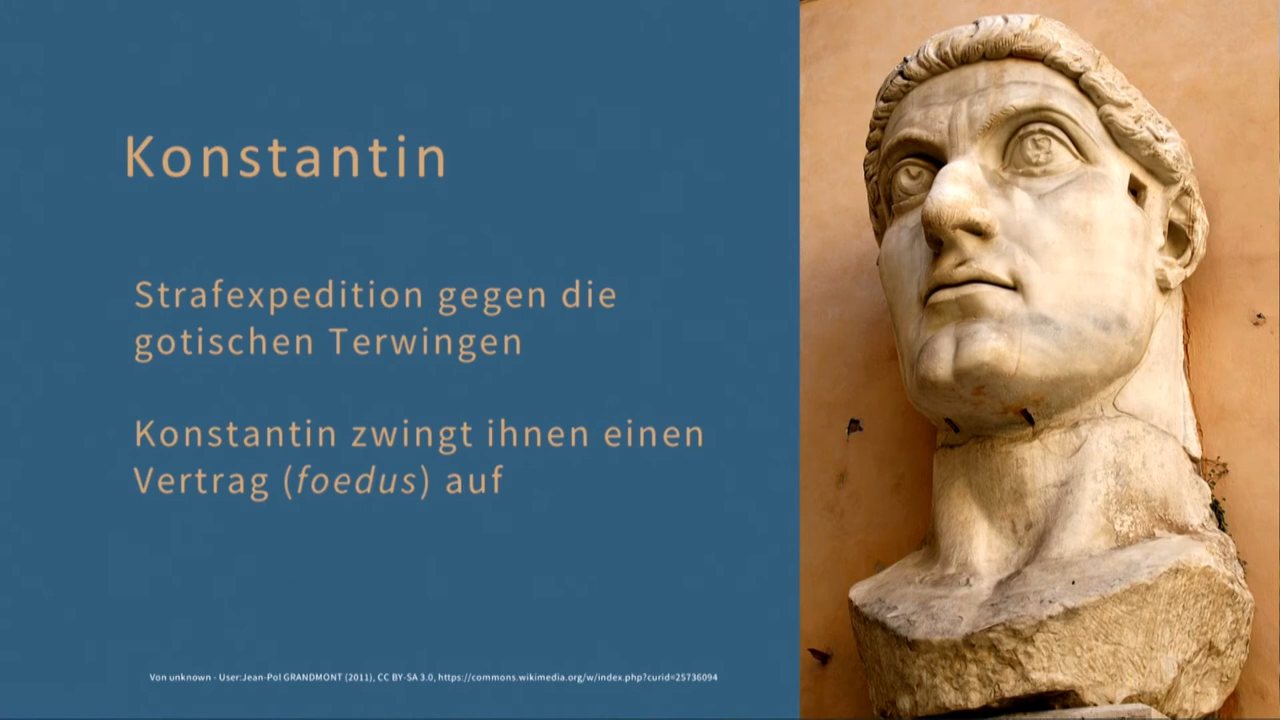 Konstantin
Strafexpedition gegen die
gotischen Terwingen
Konstantin zwingt ihnen einen
Vertrag (foedus) auf
Von unknown - User:Jean-Pol GRANDMONT (2011), CC BY-SA 3.0, https://commons.wikimedia.org/w/index.php?curid=25736094